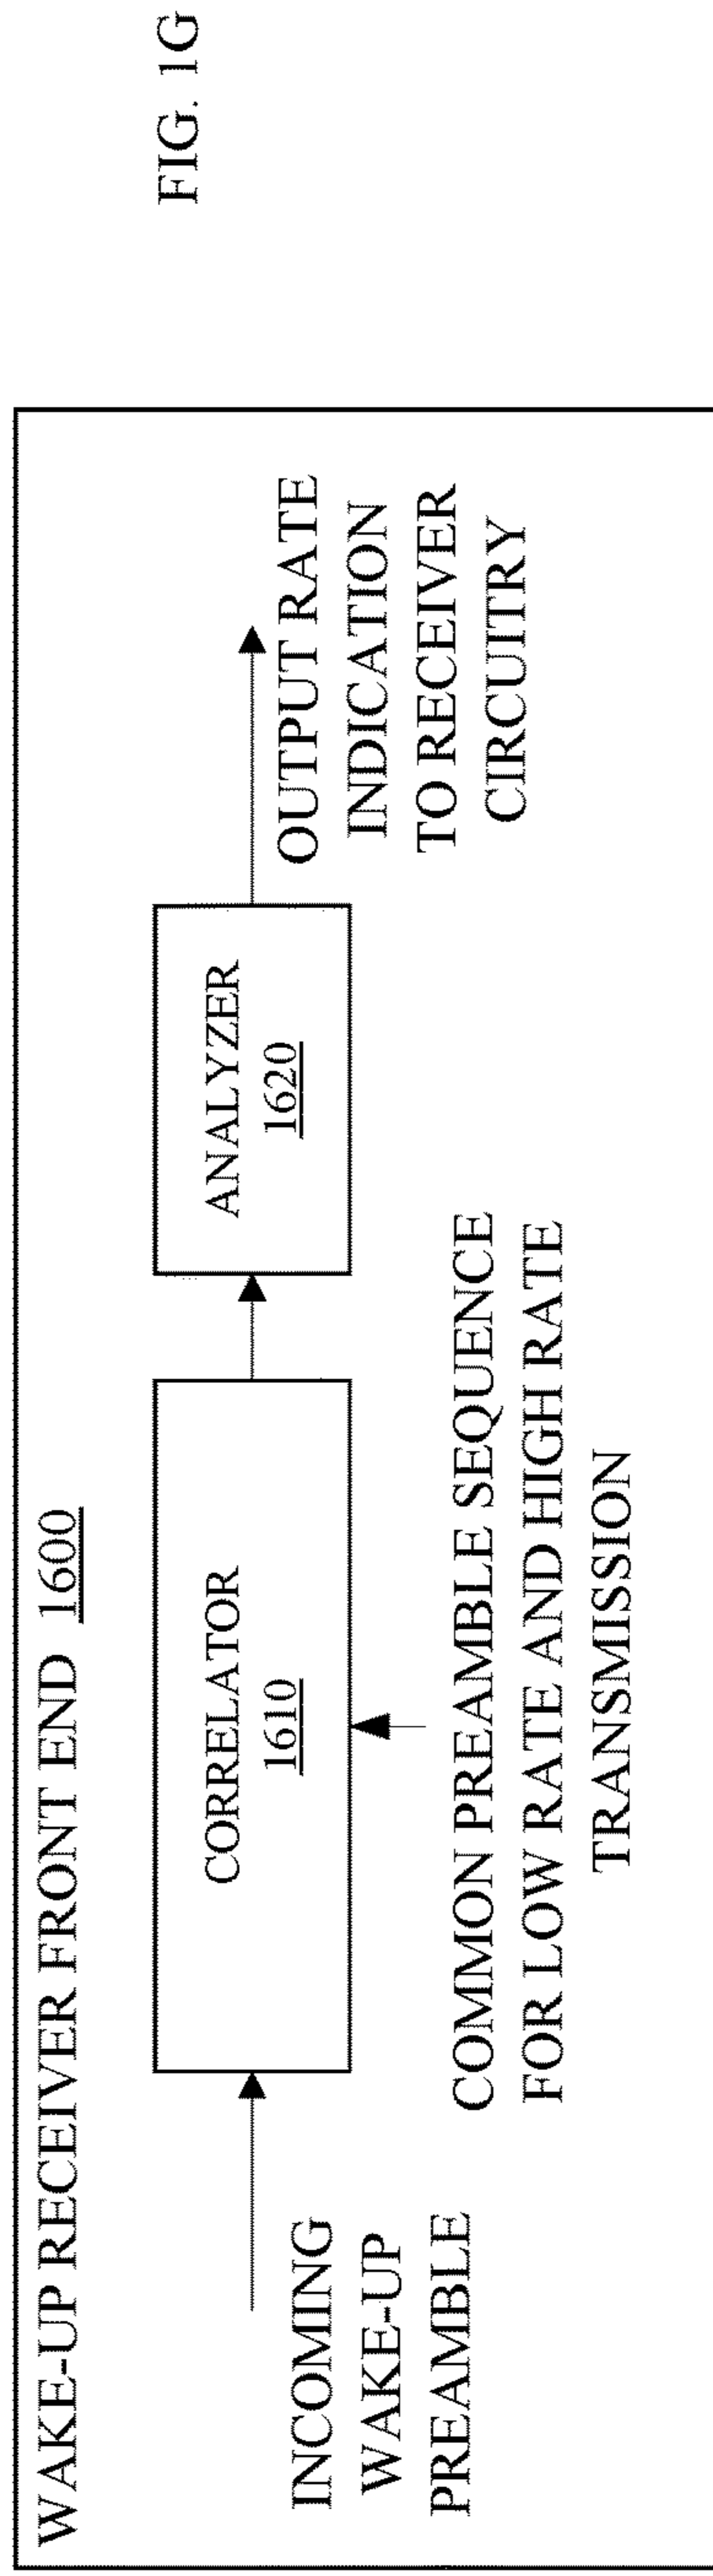 WAKE-UP RECEIVER FRONT END 1600
INCOMING
WAKE-UP
PREAMBLE
CORRELATOR
1610
COMMON PREAMBLE SEQUENCE
FOR LOW RATE AND HIGH RATE
TRANSMISSION
ANALYZER
1620
OUTPUT RATE
INDICATION
TO RECEIVER
CIRCUITRY
FIG. 1G